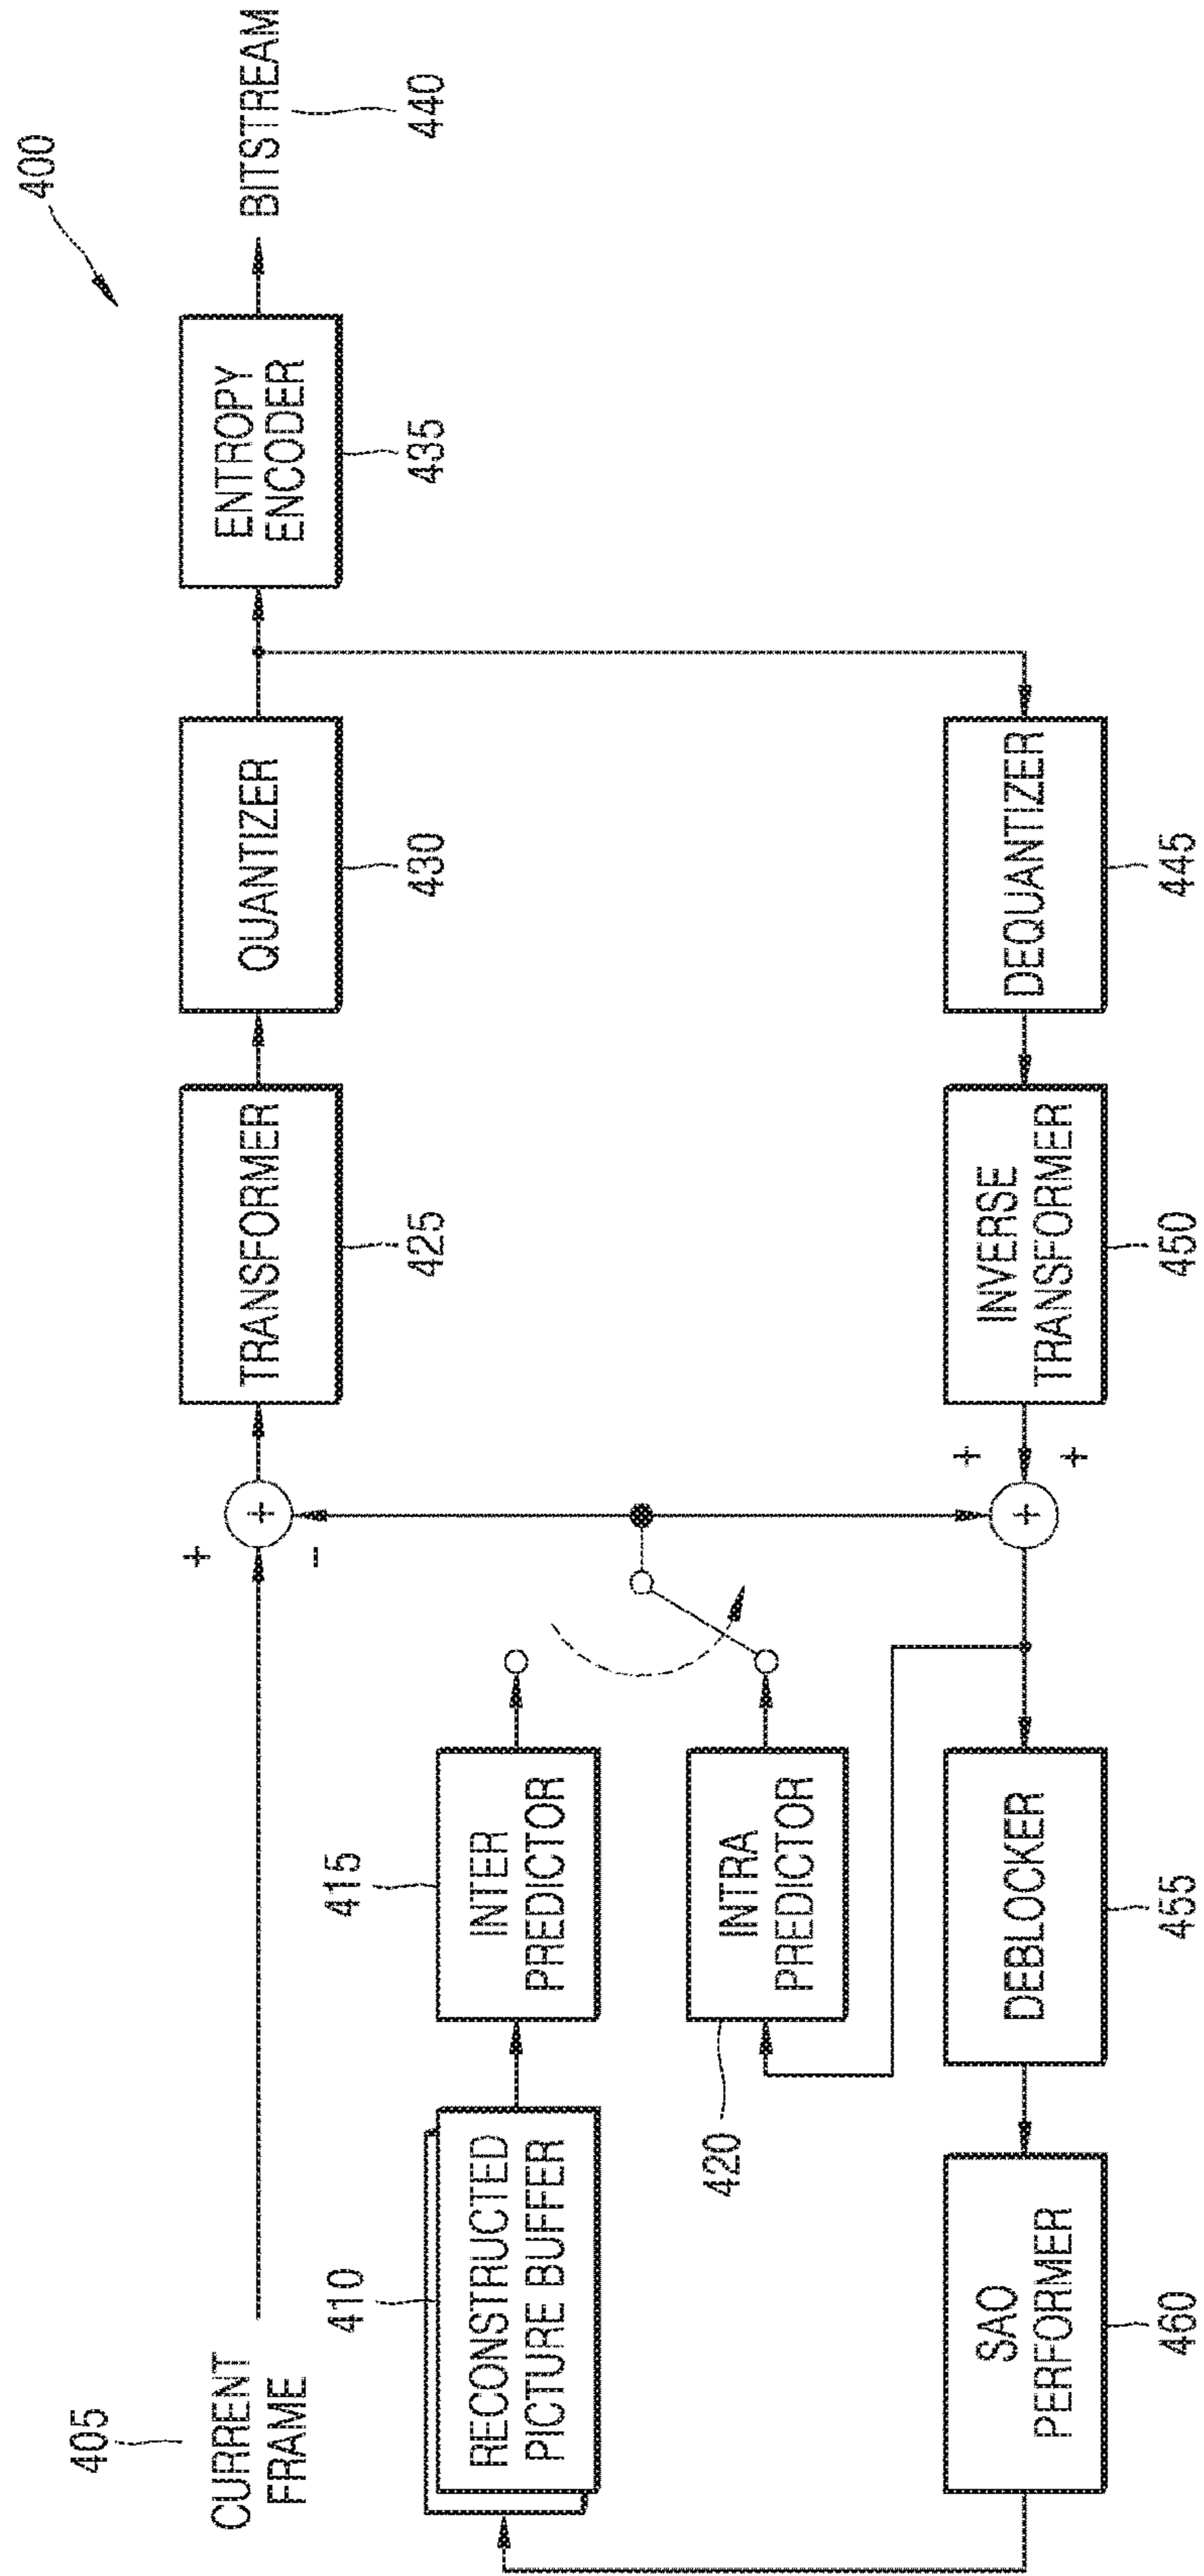 400
405
CURRENT
FRAME
+
-
+
TRANSFORMER
425
QUANTIZER
430
ENTROPY
ENCODER
435
BITSTREAM
440
410
RECONSTRUCTED
PICTURE BUFFER
415
INTER
PREDICTOR
420
INTRA
PREDICTOR
SAO
PERFORMER
460
DEBLOCKER
455
+
+
+
INVERSE
TRANSFORMER
450
DEQUANTIZER
445